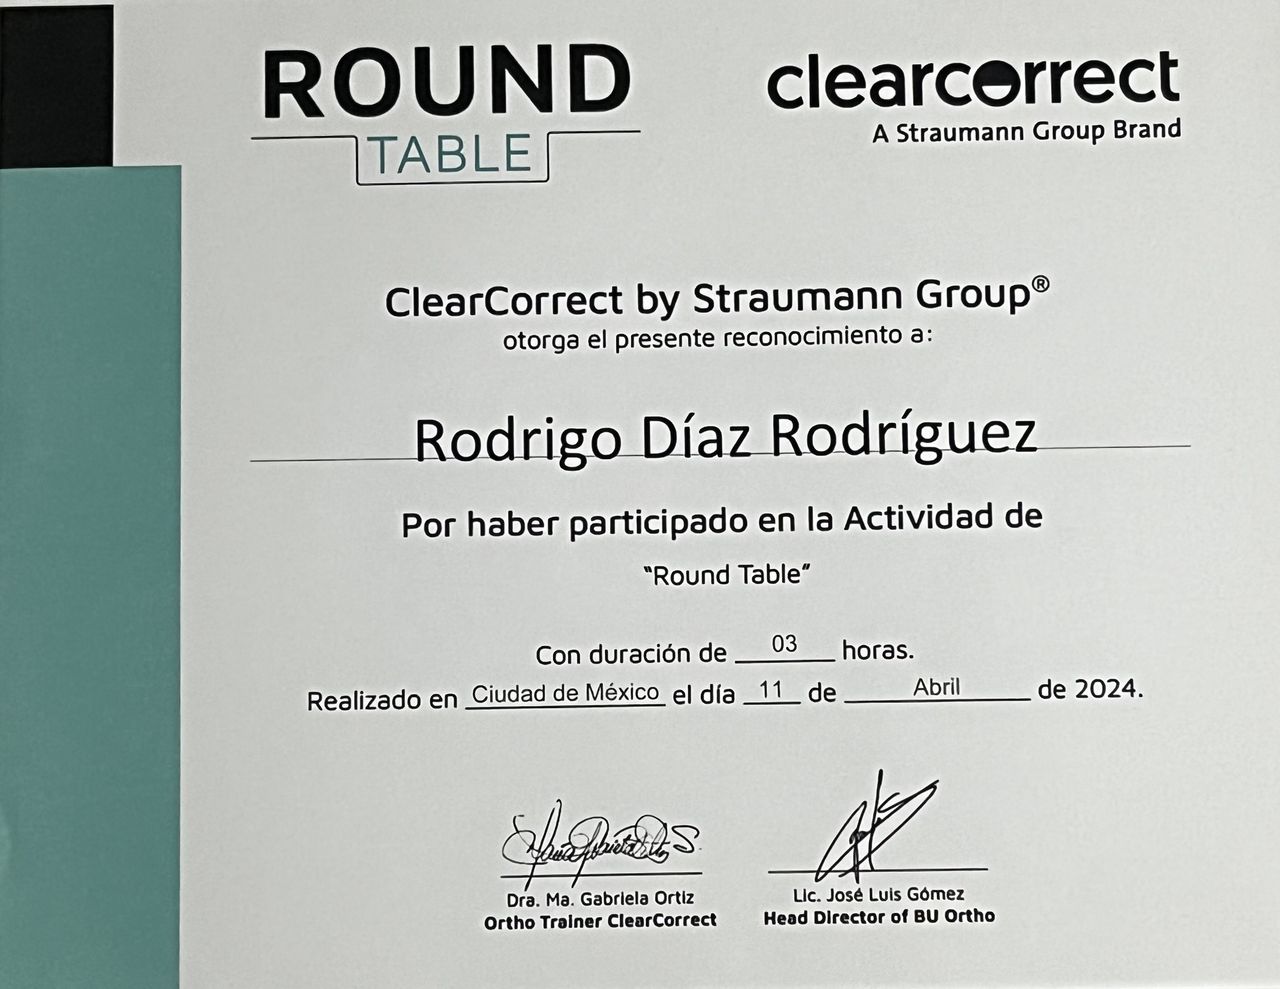 ROUND
TABLE
clearcorrect
A Straumann Group Brand
ClearCorrect by Straumann Group®
otorga el presente reconocimiento a:
Rodrigo Díaz Rodríguez
Por haber participado en la Actividad de
"Round Table"
Con duración de 03 horas.
Realizado en Ciudad de México el día 11 de Abril de 2024.
Dra. Ma. Gabriela Ortiz
Ortho Trainer ClearCorrect
Lic. José Luis Gómez
Head Director of BU Ortho